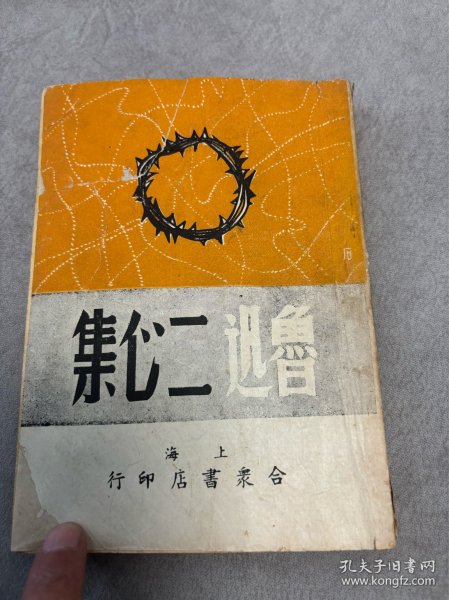 魯迅 二心集
上海
合衆書店印行
孔夫子旧书网
www.kongfz.com